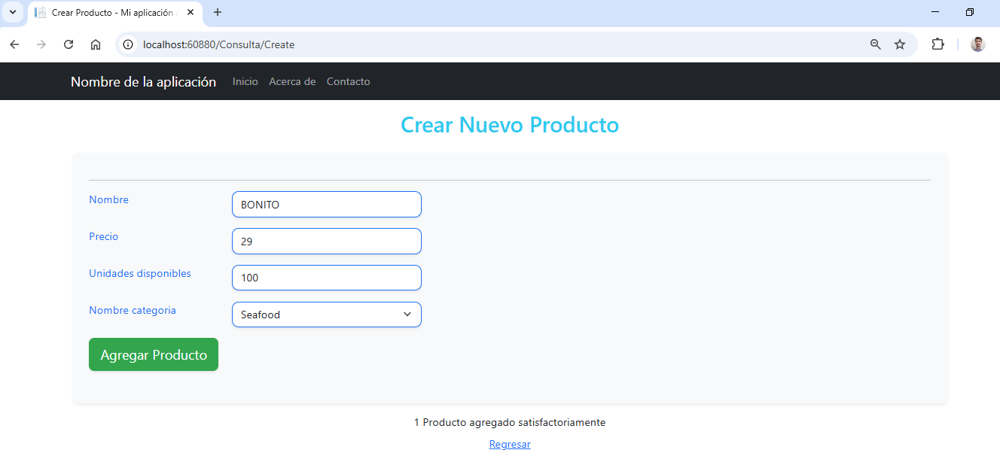 Crear Producto - Mi aplicación
localhost:60880/Consulta/Create
Nombre de la aplicación Inicio Acerca de Contacto
Crear Nuevo Producto
Nombre BONITO
Precio 29
Unidades disponibles 100
Nombre categoria Seafood
Agregar Producto
1 Producto agregado satisfactoriamente
Regresar